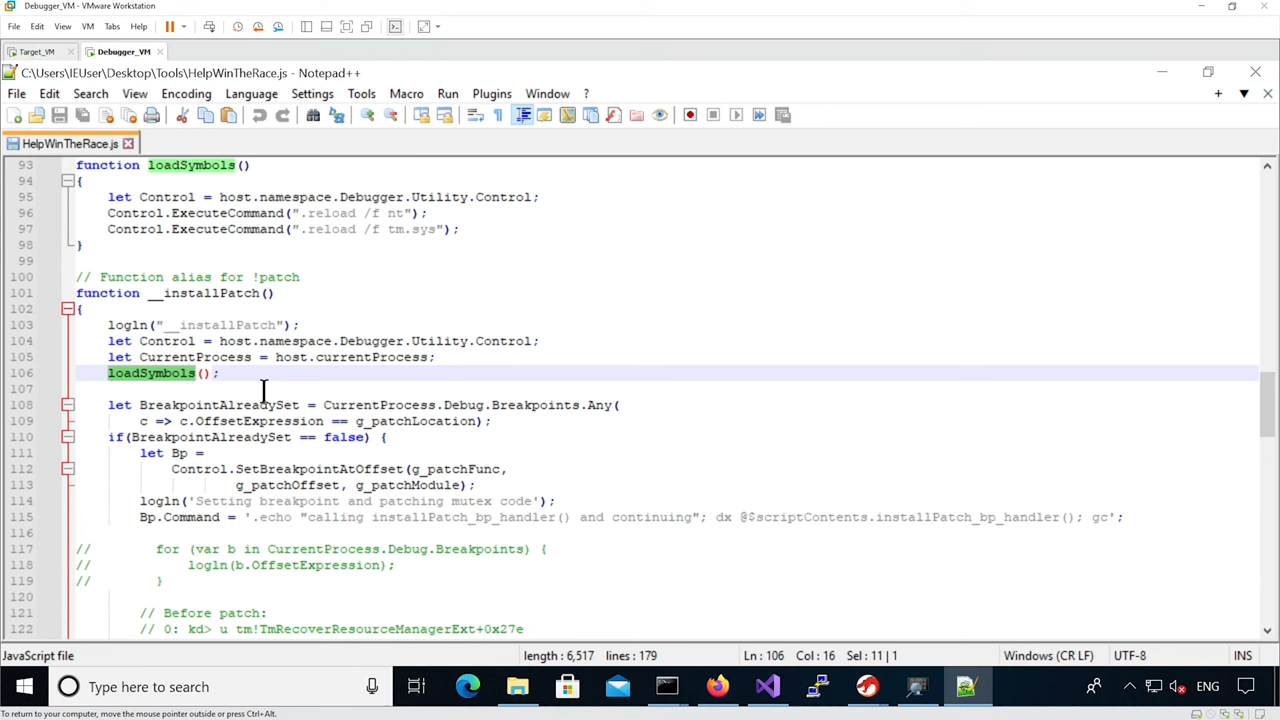 Debugger_VM - VMware Workstation
File Edit View VM Tabs Help
Target_VM Debugger_VM
C:\Users\IEUser\Desktop\Tools\HelpWinTheRace.js - Notepad++
File Edit Search View Encoding Language Settings Tools Macro Run Plugins Window ?
HelpWinTheRace.js
93 function loadSymbols()
94 {
95 let Control = host.namespace.Debugger.Utility.Control;
96 Control.ExecuteCommand(".reload /f nt");
97 Control.ExecuteCommand(".reload /f tm.sys");
98 }
99
100 // Function alias for !patch
101 function __installPatch()
102 {
103 logln("__installPatch");
104 let Control = host.namespace.Debugger.Utility.Control;
105 let CurrentProcess = host.currentProcess;
106 loadSymbols();
107
108 let BreakpointAlreadySet = CurrentProcess.Debug.Breakpoints.Any(
109 c => c.OffsetExpression == g_patchLocation);
110 if(BreakpointAlreadySet == false) {
111 let Bp =
112 Control.SetBreakpointAtOffset(g_patchFunc,
113 g_patchOffset, g_patchModule);
114 logln('Setting breakpoint and patching mutex code');
115 Bp.Command = '.echo "calling installPatch_bp_handler() and continuing"; dx @$scriptContents.installPatch_bp_handler(); gc';
116
117 // for (var b in CurrentProcess.Debug.Breakpoints) {
118 // logln(b.OffsetExpression);
119 // }
120
121 // Before patch:
122 // 0: kd> u tm!TmRecoverResourceManagerExt+0x27e
JavaScript file length : 6,517 lines : 179 Ln : 106 Col : 16 Sel : 11 | 1 Windows (CR LF) UTF-8 INS
Type here to search ENG
To return to your computer, move the mouse pointer outside or press Ctrl+Alt.